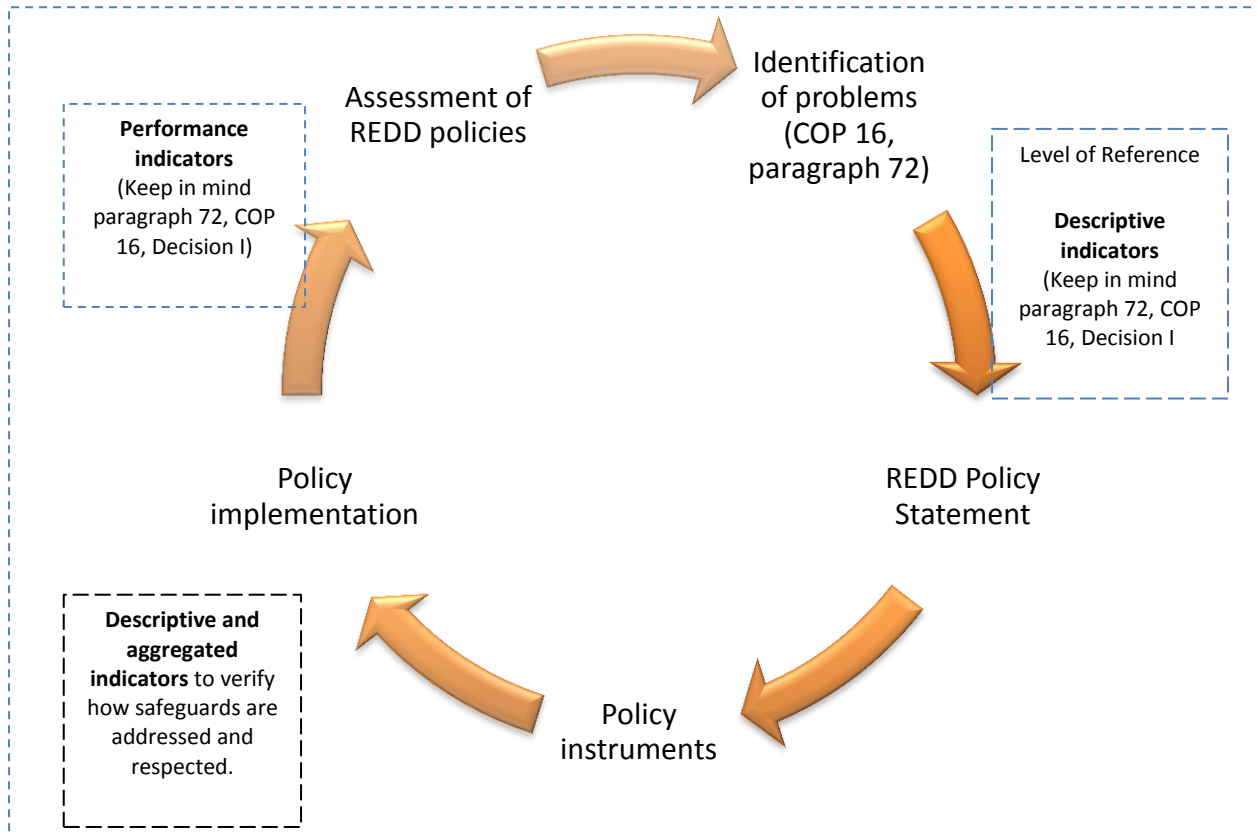 Assessment of
REDD policies
Identification
of problems
(COP 16,
paragraph 72)
Performance
indicators
(Keep in mind
paragraph 72, COP
16, Decision I)
Level of Reference
Descriptive
indicators
(Keep in mind
paragraph 72, COP
16, Decision I
Policy
implementation
REDD Policy
Statement
Descriptive and
aggregated
indicators to verify
how safeguards are
addressed and
respected.
Policy
instruments